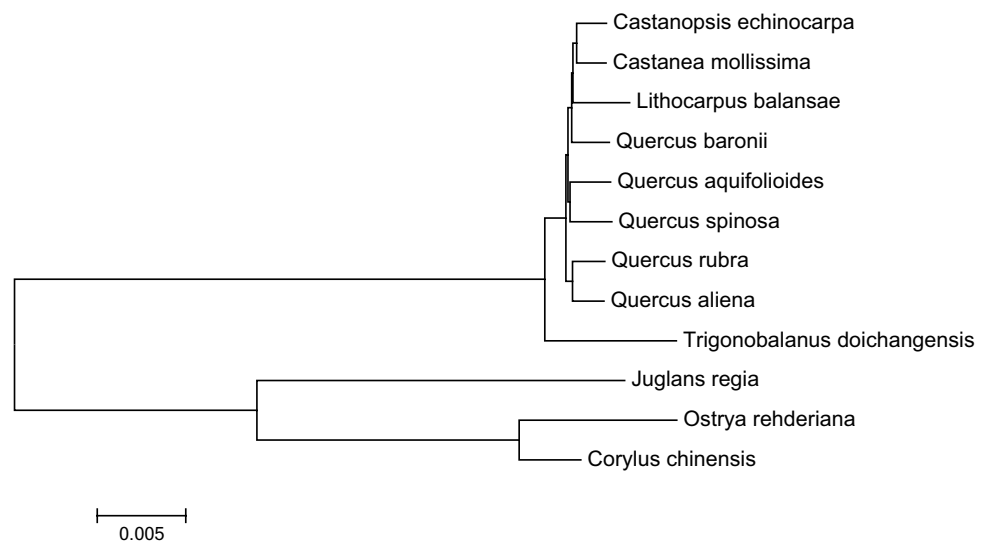 Castanopsis echinocarpa
Castanea mollissima
Lithocarpus balansae
Quercus baronii
Quercus aquifolioides
Quercus spinosa
Quercus rubra
Quercus aliena
Trigonobalanus doichangensis
Juglans regia
Ostrya rehderiana
Corylus chinensis
0.005